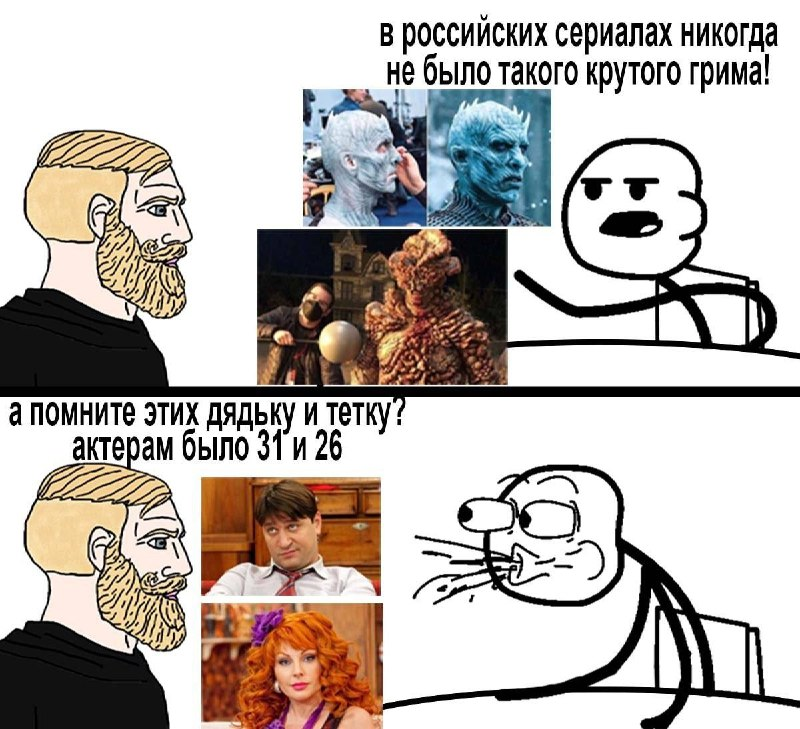 в российских сериалах никогда
не было такого крутого грима!
а помните этих дядьку и тетку?
актерам было 31 и 26